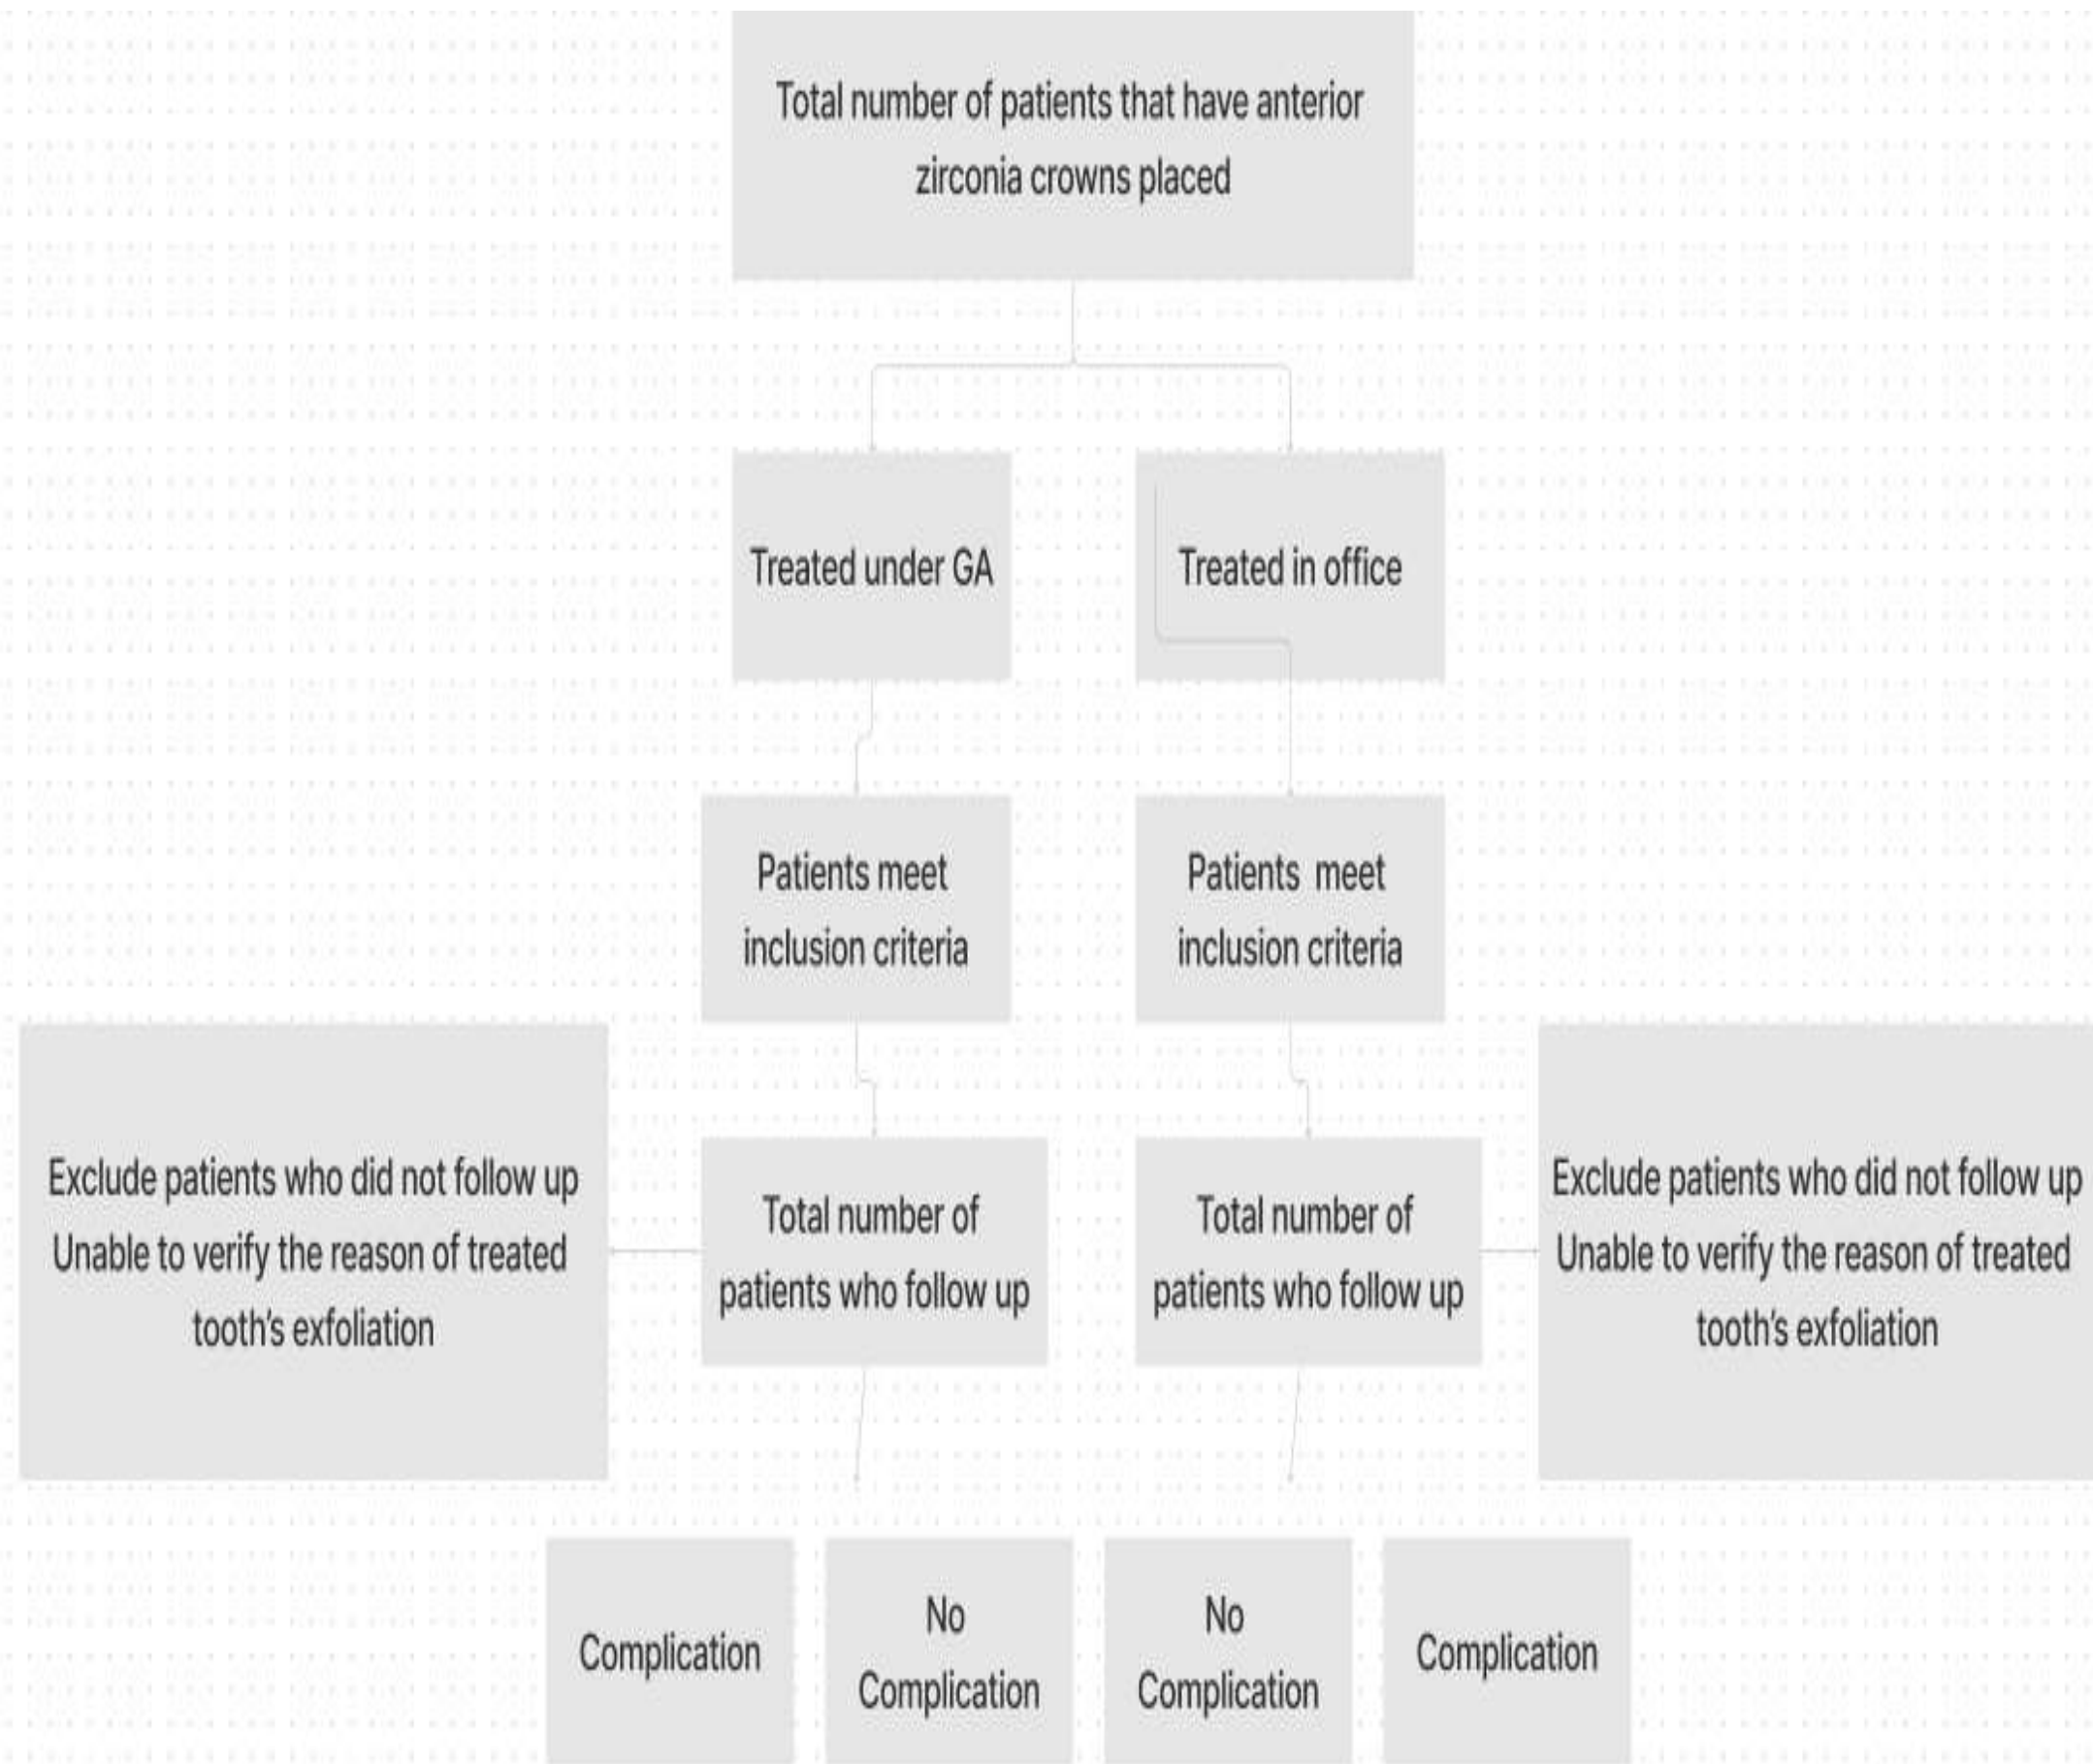 Total number of patients that have anterior
zirconia crowns placed
Treated under GA
Treated in office
Patients meet
inclusion criteria
Patients  meet
inclusion criteria
Exclude patients who did not follow up
Unable to verify the reason of treated
tooth's exfoliation
Total number of
patients who follow up
Total number of
patients who follow up
Exclude patients who did not follow up
Unable to verify the reason of treated
tooth's exfoliation
Complication
No
Complication
No
Complication
Complication